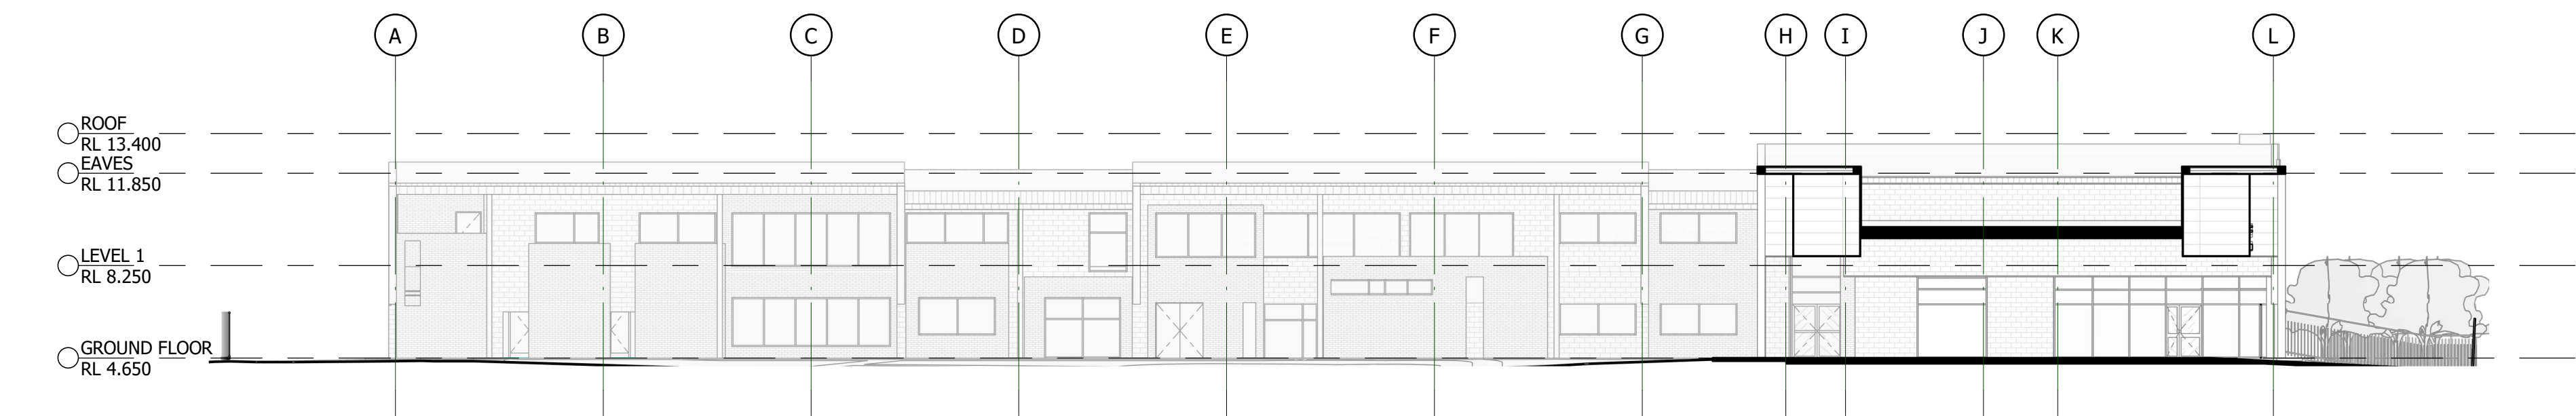 A B C D E F G H I J K L
ROOF
RL 13.400
EAVES
RL 11.850
LEVEL 1
RL 8.250
GROUND FLOOR
RL 4.650